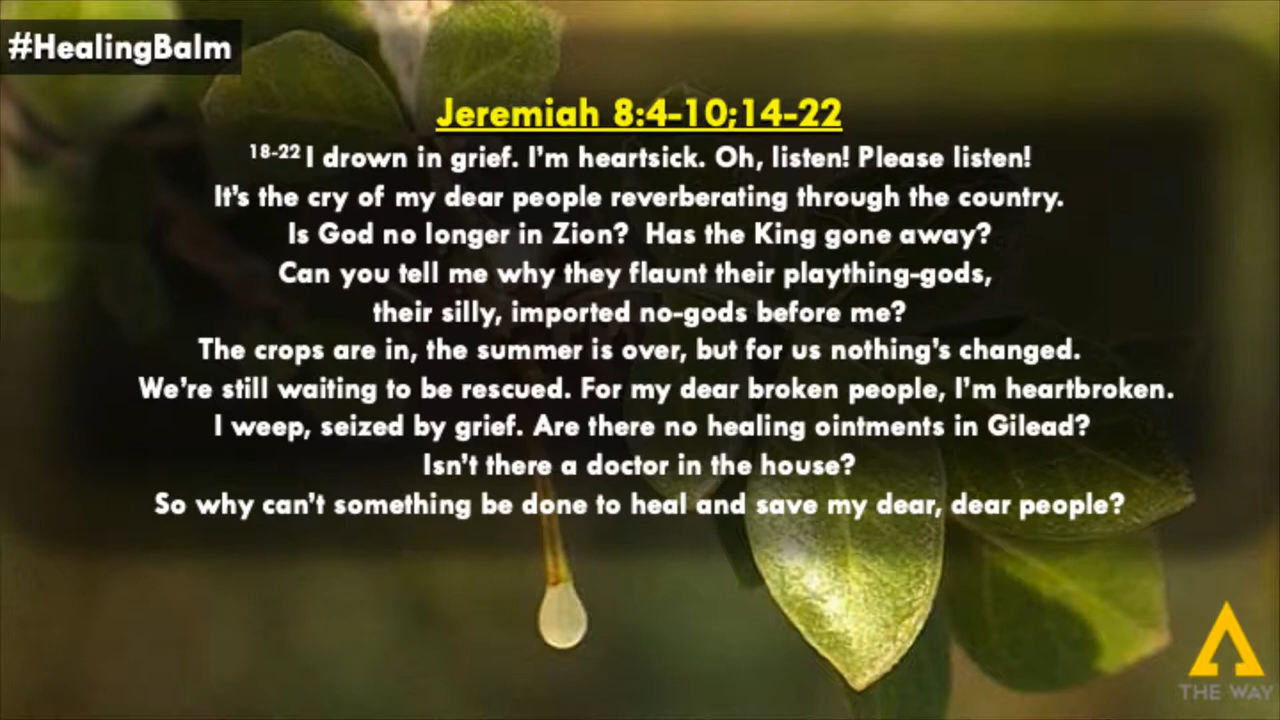 #HealingBalm
Jeremiah 8:4-10;14-22
18-22 I drown in grief. I'm heartsick. Oh, listen! Please listen!
It's the cry of my dear people reverberating through the country.
Is God no longer in Zion?  Has the King gone away?
Can you tell me why they flaunt their plaything-gods,
their silly, imported no-gods before me?
The crops are in, the summer is over, but for us nothing's changed.
We're still waiting to be rescued. For my dear broken people, I'm heartbroken.
I weep, seized by grief. Are there no healing ointments in Gilead?
Isn't there a doctor in the house?
So why can't something be done to heal and save my dear, dear people?
THE WAY